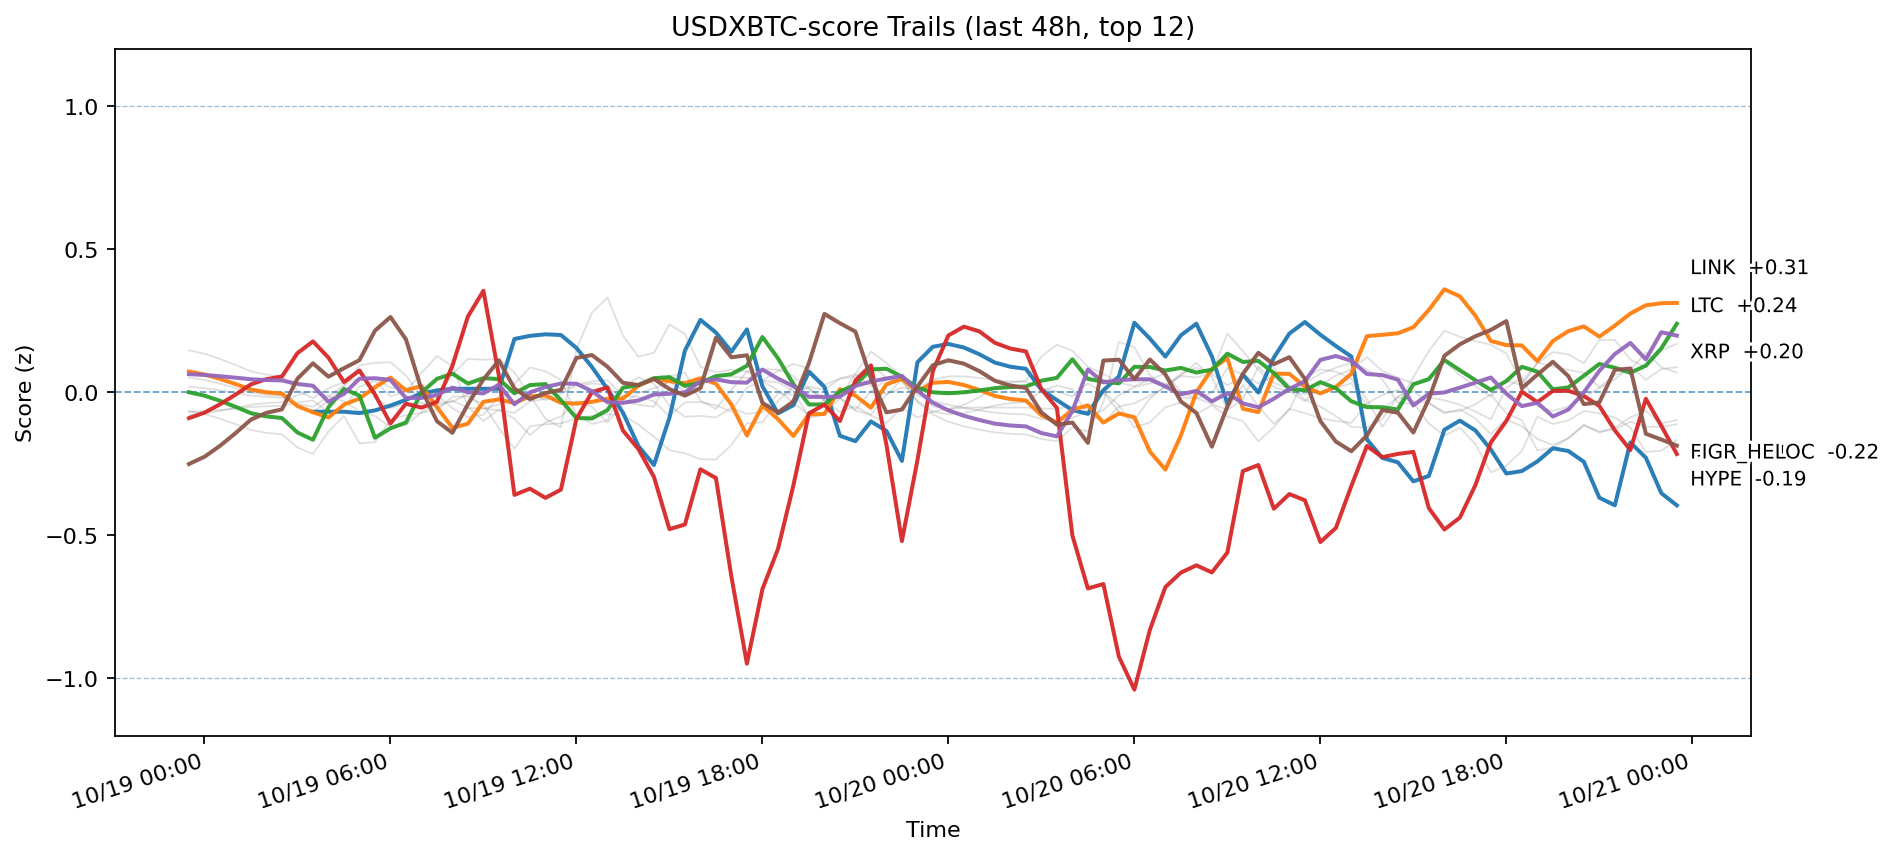 USDXBTC-score Trails (last 48h, top 12)
Score (z)
1.0
0.5
0.0
−0.5
−1.0
LINK +0.31
LTC +0.24
XRP +0.20
FIGR_HELOC -0.22
HYPE -0.19
10/19 00:00
10/19 06:00
10/19 12:00
10/19 18:00
10/20 00:00
10/20 06:00
10/20 12:00
10/20 18:00
10/21 00:00
Time